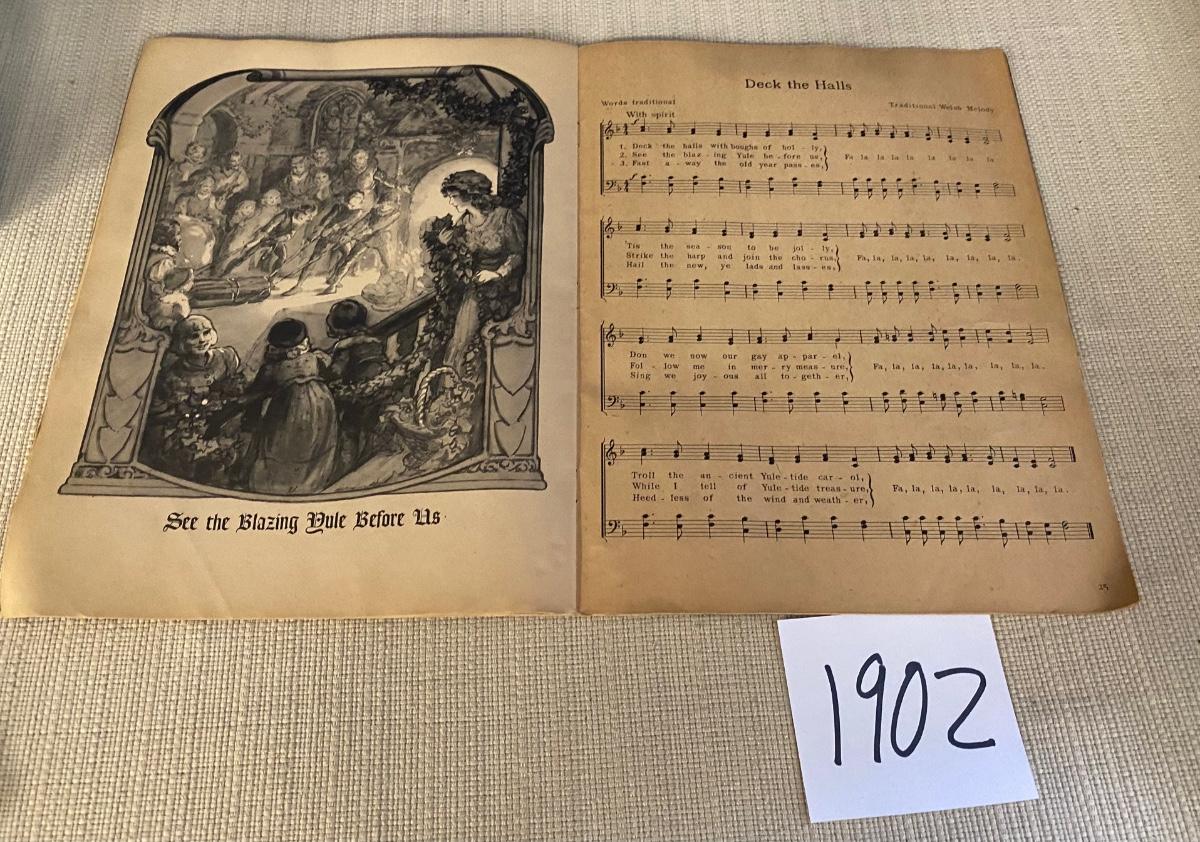 See the Blazing Yule Before Us
Deck the Halls
Words traditional
Traditional Welsh Melody
With spirit
1. Deck the halls with boughs of hol - ly,
2. See the blaz - ing Yule be - fore us,
3. Fast a - way the old year pass - es,
Fa la la la la la la la la
'Tis the sea - son to be jol - ly,
Strike the harp and join the cho - rus,
Hail the new, ye lads and lass - es,
Fa, la, la, la, la, la, la, la, la.
Don we now our gay ap - par - el,
Fol - low me in mer - ry meas - ure,
Sing we joy - ous all to - geth - er,
Fa, la, la, la, la, la, la, la, la.
Troll the an - cient Yule - tide car - ol,
While I tell of Yule - tide treas - ure,
Heed - less of the wind and weath - er,
Fa, la, la, la, la, la, la, la, la.
25
1902